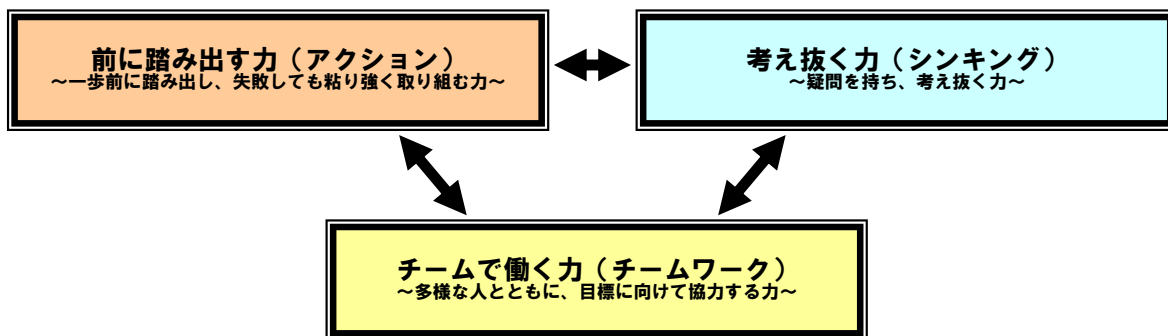 前に踏み出す力（アクション）
～一歩前に踏み出し、失敗しても粘り強く取り組む力～
考え抜く力（シンキング）
～疑問を持ち、考え抜く力～
チームで働く力（チームワーク）
～多様な人とともに、目標に向けて協力する力～